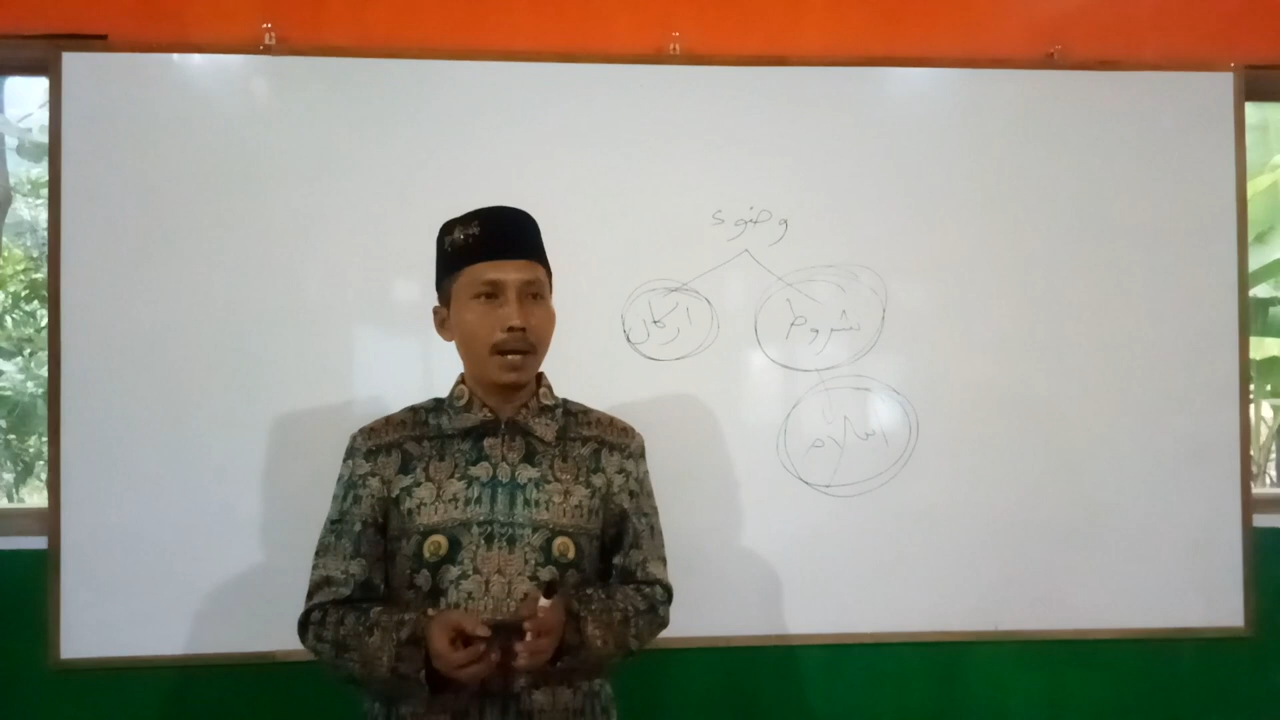 وضوء
شروط اركان
اسلام